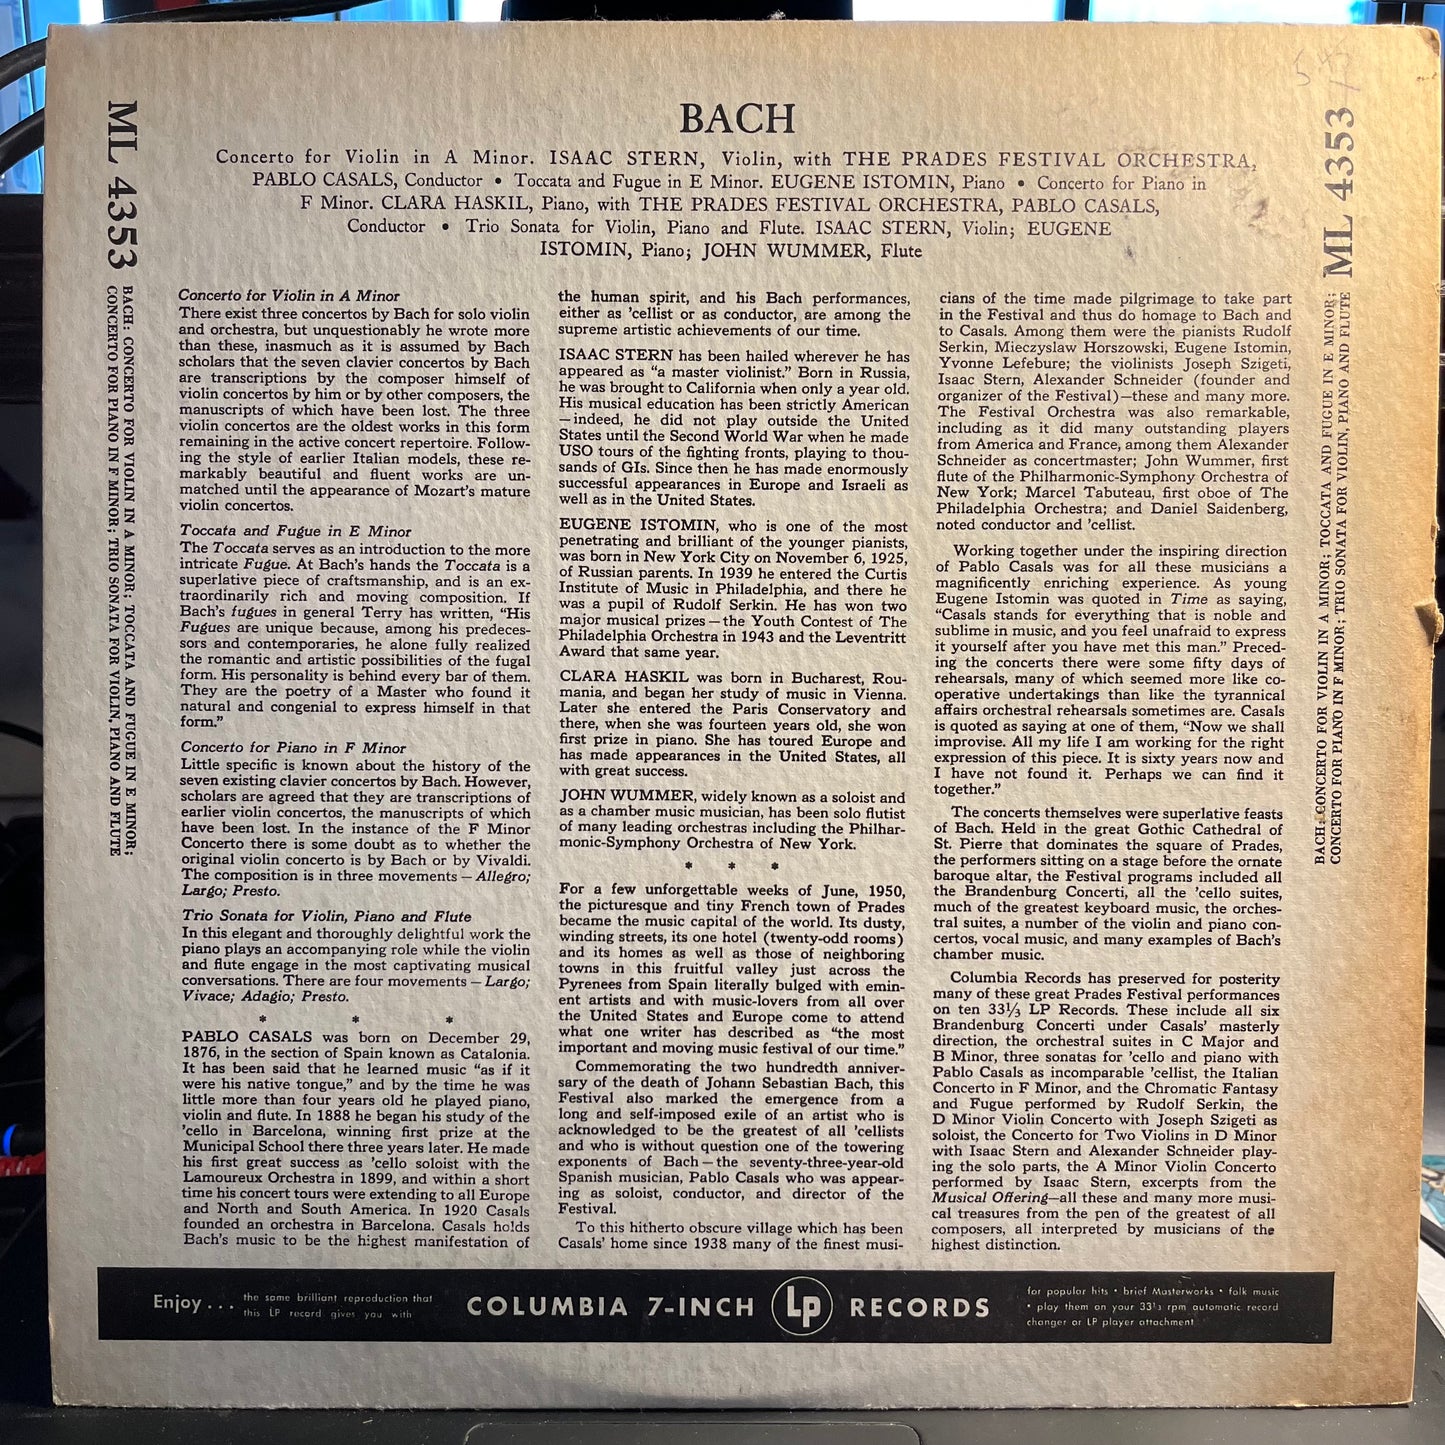 BACH
Concerto for Violin in A Minor. ISAAC STERN, Violin, with THE PRADES FESTIVAL ORCHESTRA,
PABLO CASALS, Conductor • Toccata and Fugue in E Minor. EUGENE ISTOMIN, Piano • Concerto for Piano in
F Minor. CLARA HASKIL, Piano, with THE PRADES FESTIVAL ORCHESTRA, PABLO CASALS,
Conductor • Trio Sonata for Violin, Piano and Flute. ISAAC STERN, Violin; EUGENE
ISTOMIN, Piano; JOHN WUMMER, Flute
ML 4353
BACH: CONCERTO FOR VIOLIN IN A MINOR; TOCCATA AND FUGUE IN E MINOR;
CONCERTO FOR PIANO IN F MINOR; TRIO SONATA FOR VIOLIN, PIANO AND FLUTE
Concerto for Violin in A Minor
There exist three concertos by Bach for solo violin
and orchestra, but unquestionably he wrote more
than these, inasmuch as it is assumed by Bach
scholars that the seven clavier concertos by Bach
are transcriptions by the composer himself of
violin concertos by him or by other composers, the
manuscripts of which have been lost. The three
violin concertos are the oldest works in this form
remaining in the active concert repertoire. Follow-
ing the style of earlier Italian models, these re-
markably beautiful and fluent works are un-
matched until the appearance of Mozart's mature
violin concertos.
Toccata and Fugue in E Minor
The Toccata serves as an introduction to the more
intricate Fugue. At Bach's hands the Toccata is a
superlative piece of craftsmanship, and is an ex-
traordinarily rich and moving composition. If
Bach's fugues in general Terry has written, "His
Fugues are unique because, among his predeces-
sors and contemporaries, he alone fully realized
the romantic and artistic possibilities of the fugal
form. His personality is behind every bar of them.
They are the poetry of a Master who found it
natural and congenial to express himself in that
form."
Concerto for Piano in F Minor
Little specific is known about the history of the
seven existing clavier concertos by Bach. However,
scholars are agreed that they are transcriptions of
earlier violin concertos, the manuscripts of which
have been lost. In the instance of the F Minor
Concerto there is some doubt as to whether the
original violin concerto is by Bach or by Vivaldi.
The composition is in three movements — Allegro;
Largo; Presto.
Trio Sonata for Violin, Piano and Flute
In this elegant and thoroughly delightful work the
piano plays an accompanying role while the violin
and flute engage in the most captivating musical
conversations. There are four movements — Largo;
Vivace; Adagio; Presto.
* * *
PABLO CASALS was born on December 29,
1876, in the section of Spain known as Catalonia.
It has been said that he learned music "as if it
were his native tongue," and by the time he was
little more than four years old he played piano,
violin and flute. In 1888 he began his study of the
'cello in Barcelona, winning first prize at the
Municipal School there three years later. He made
his first great success as 'cello soloist with the
Lamoureux Orchestra in 1899, and within a short
time his concert tours were extending to all Europe
and North and South America. In 1920 Casals
founded an orchestra in Barcelona. Casals holds
Bach's music to be the highest manifestation of
the human spirit, and his Bach performances,
either as 'cellist or as conductor, are among the
supreme artistic achievements of our time.
ISAAC STERN has been hailed wherever he has
appeared as "a master violinist." Born in Russia,
he was brought to California when only a year old.
His musical education has been strictly American
—indeed, he did not play outside the United
States until the Second World War when he made
USO tours of the fighting fronts, playing to thou-
sands of GIs. Since then he has made enormously
successful appearances in Europe and Israeli as
well as in the United States.
EUGENE ISTOMIN, who is one of the most
penetrating and brilliant of the younger pianists,
was born in New York City on November 6, 1925,
of Russian parents. In 1939 he entered the Curtis
Institute of Music in Philadelphia, and there he
was a pupil of Rudolf Serkin. He has won two
major musical prizes — the Youth Contest of The
Philadelphia Orchestra in 1943 and the Leventritt
Award that same year.
CLARA HASKIL was born in Bucharest, Rou-
mania, and began her study of music in Vienna.
Later she entered the Paris Conservatory and
there, when she was fourteen years old, she won
first prize in piano. She has toured Europe and
has made appearances in the United States, all
with great success.
JOHN WUMMER, widely known as a soloist and
as a chamber music musician, has been solo flutist
of many leading orchestras including the Philhar-
monic-Symphony Orchestra of New York.
* * *
For a few unforgettable weeks of June, 1950,
the picturesque and tiny French town of Prades
became the music capital of the world. Its dusty,
winding streets, its one hotel (twenty-odd rooms)
and its homes as well as those of neighboring
towns in this fruitful valley just across the
Pyrenees from Spain literally bulged with emin-
ent artists and with music-lovers from all over
the United States and Europe come to attend
what one writer has described as "the most
important and moving music festival of our time."
Commemorating the two hundredth anniver-
sary of the death of Johann Sebastian Bach, this
Festival also marked the emergence from a
long and self-imposed exile of an artist who is
acknowledged to be the greatest of all 'cellists
and who is without question one of the towering
exponents of Bach — the seventy-three-year-old
Spanish musician, Pablo Casals who was appear-
ing as soloist, conductor, and director of the
Festival.
To this hitherto obscure village which has been
Casals' home since 1938 many of the finest musi-
cians of the time made pilgrimage to take part
in the Festival and thus do homage to Bach and
to Casals. Among them were the pianists Rudolf
Serkin, Mieczyslaw Horszowski, Eugene Istomin,
Yvonne Lefebure; the violinists Joseph Szigeti,
Isaac Stern, Alexander Schneider (founder and
organizer of the Festival)—these and many more.
The Festival Orchestra was also remarkable,
including as it did many outstanding players
from America and France, among them Alexander
Schneider as concertmaster; John Wummer, first
flute of the Philharmonic-Symphony Orchestra of
New York; Marcel Tabuteau, first oboe of The
Philadelphia Orchestra; and Daniel Saidenberg,
noted conductor and 'cellist.
Working together under the inspiring direction
of Pablo Casals was for all these musicians a
magnificently enriching experience. As young
Eugene Istomin was quoted in Time as saying,
"Casals stands for everything that is noble and
sublime in music, and you feel unafraid to express
it yourself after you have met this man." Preced-
ing the concerts there were some fifty days of
rehearsals, many of which seemed more like co-
operative undertakings than like the tyrannical
affairs orchestral rehearsals sometimes are. Casals
is quoted as saying at one of them, "Now we shall
improvise. All my life I am working for the right
expression of this piece. It is sixty years now and
I have not found it. Perhaps we can find it
together."
The concerts themselves were superlative feasts
of Bach. Held in the great Gothic Cathedral of
St. Pierre that dominates the square of Prades,
the performers sitting on a stage before the ornate
baroque altar, the Festival programs included all
the Brandenburg Concerti, all the 'cello suites,
much of the greatest keyboard music, the orches-
tral suites, a number of the violin and piano con-
certos, vocal music, and many examples of Bach's
chamber music.
Columbia Records has preserved for posterity
many of these great Prades Festival performances
on ten 33⅓ LP Records. These include all six
Brandenburg Concerti under Casals' masterly
direction, the orchestral suites in C Major and
B Minor, three sonatas for 'cello and piano with
Pablo Casals as incomparable 'cellist, the Italian
Concerto in F Minor, and the Chromatic Fantasy
and Fugue performed by Rudolf Serkin, the
D Minor Violin Concerto with Joseph Szigeti as
soloist, the Concerto for Two Violins in D Minor
with Isaac Stern and Alexander Schneider play-
ing the solo parts, the A Minor Violin Concerto
performed by Isaac Stern, excerpts from the
Musical Offering—all these and many more musi-
cal treasures from the pen of the greatest of all
composers, all interpreted by musicians of the
highest distinction.
ML 4353
BACH: CONCERTO FOR VIOLIN IN A MINOR; TOCCATA AND FUGUE IN E MINOR;
CONCERTO FOR PIANO IN F MINOR; TRIO SONATA FOR VIOLIN, PIANO AND FLUTE
Enjoy . . . the same brilliant reproduction that
this LP record gives you with
COLUMBIA 7-INCH Lp RECORDS
for popular hits • brief Masterworks • folk music
• play them on your 33⅓ rpm automatic record
changer or LP player attachment